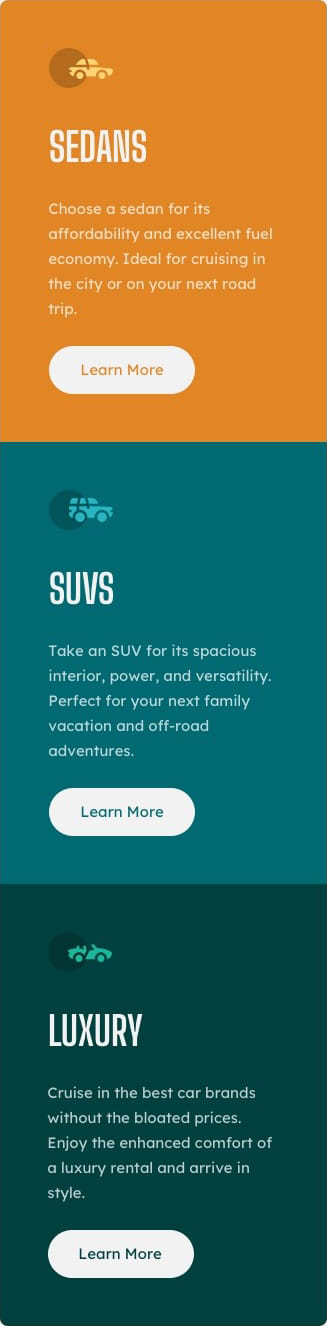 SEDANS
Choose a sedan for its
affordability and excellent fuel
economy. Ideal for cruising in
the city or on your next road
trip.
Learn More
SUVS
Take an SUV for its spacious
interior, power, and versatility.
Perfect for your next family
vacation and off-road
adventures.
Learn More
LUXURY
Cruise in the best car brands
without the bloated prices.
Enjoy the enhanced comfort of
a luxury rental and arrive in
style.
Learn More